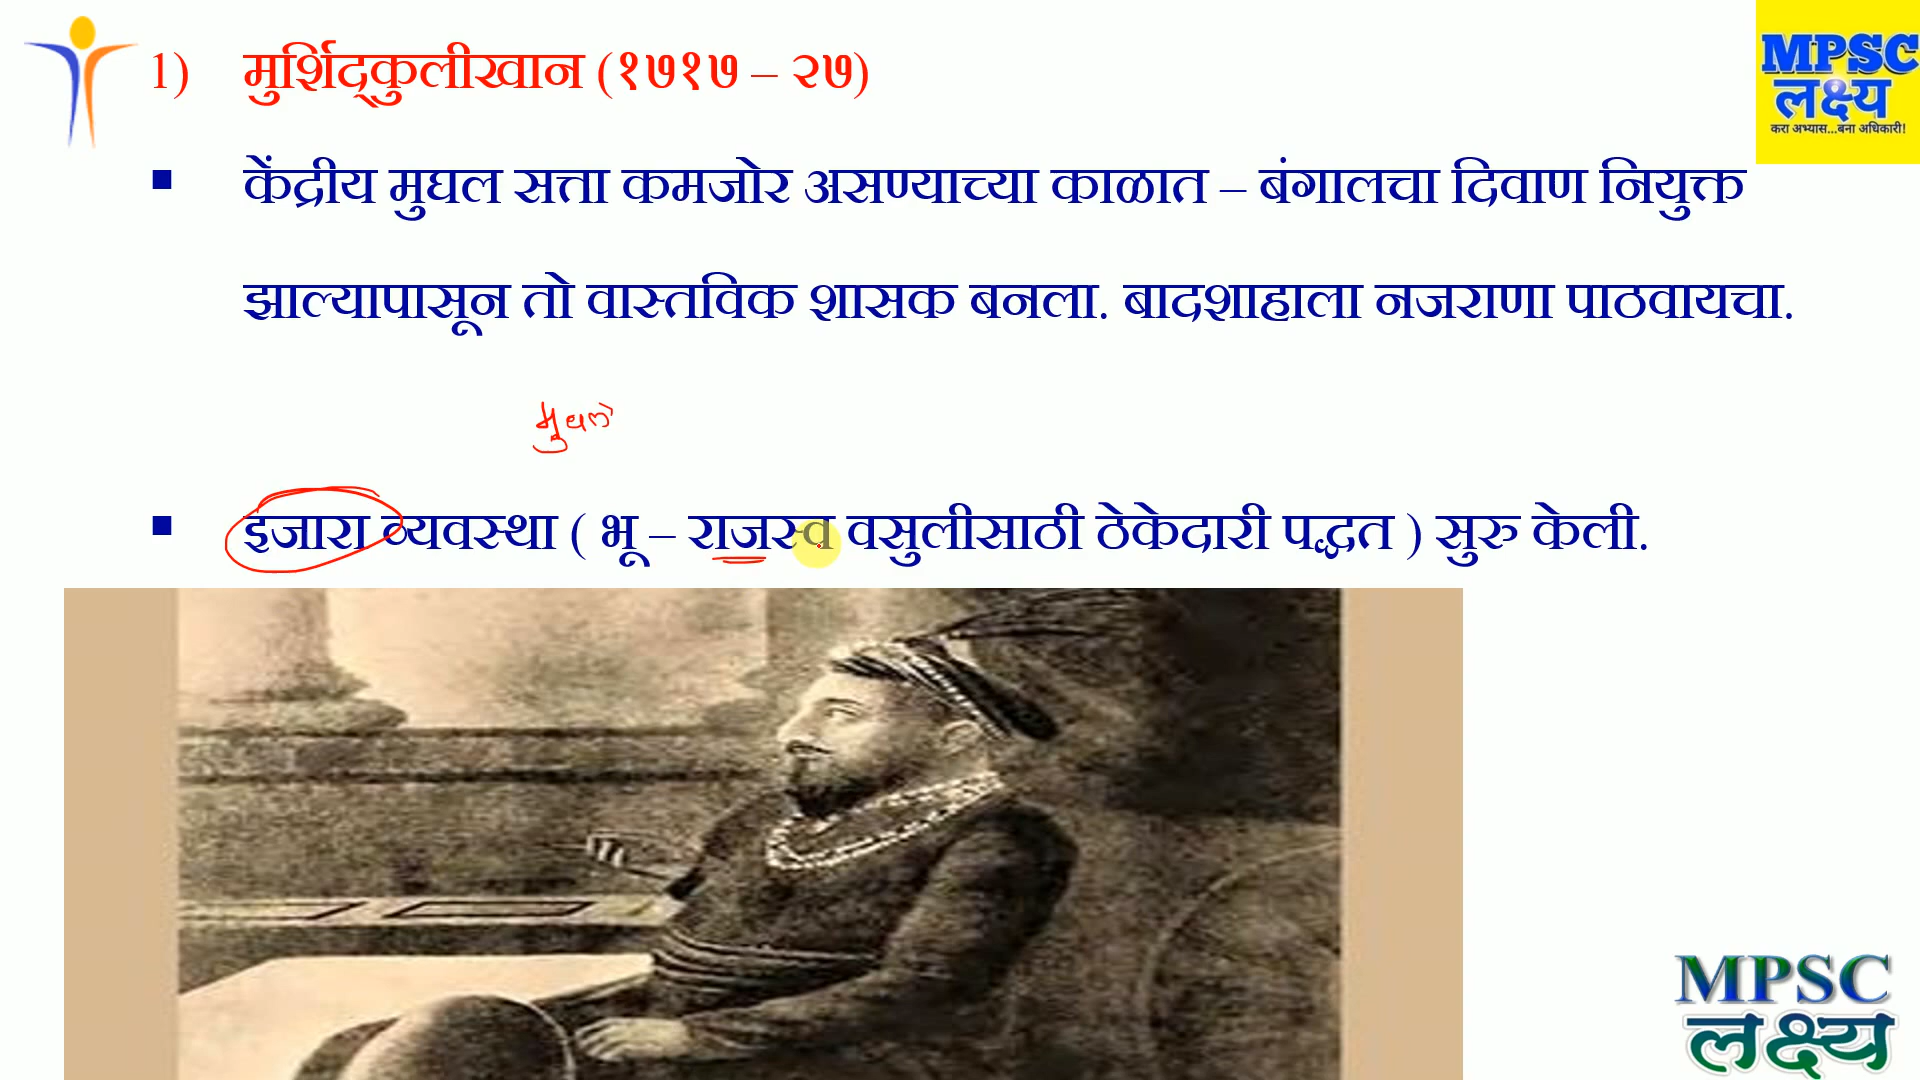 1) मुर्शिद्कुलीखान (१७१७ – २७)
▪ केंद्रीय मुघल सत्ता कमजोर असण्याच्या काळात – बंगालचा दिवाण नियुक्त
झाल्यापासून तो वास्तविक शासक बनला. बादशाहाला नजराणा पाठवायचा.
▪ इजारा व्यवस्था ( भू – राजस्व वसुलीसाठी ठेकेदारी पद्धत ) सुरु केली.
MPSC
लक्ष्य
करा अभ्यास...बना अधिकारी!
MPSC
लक्ष्य